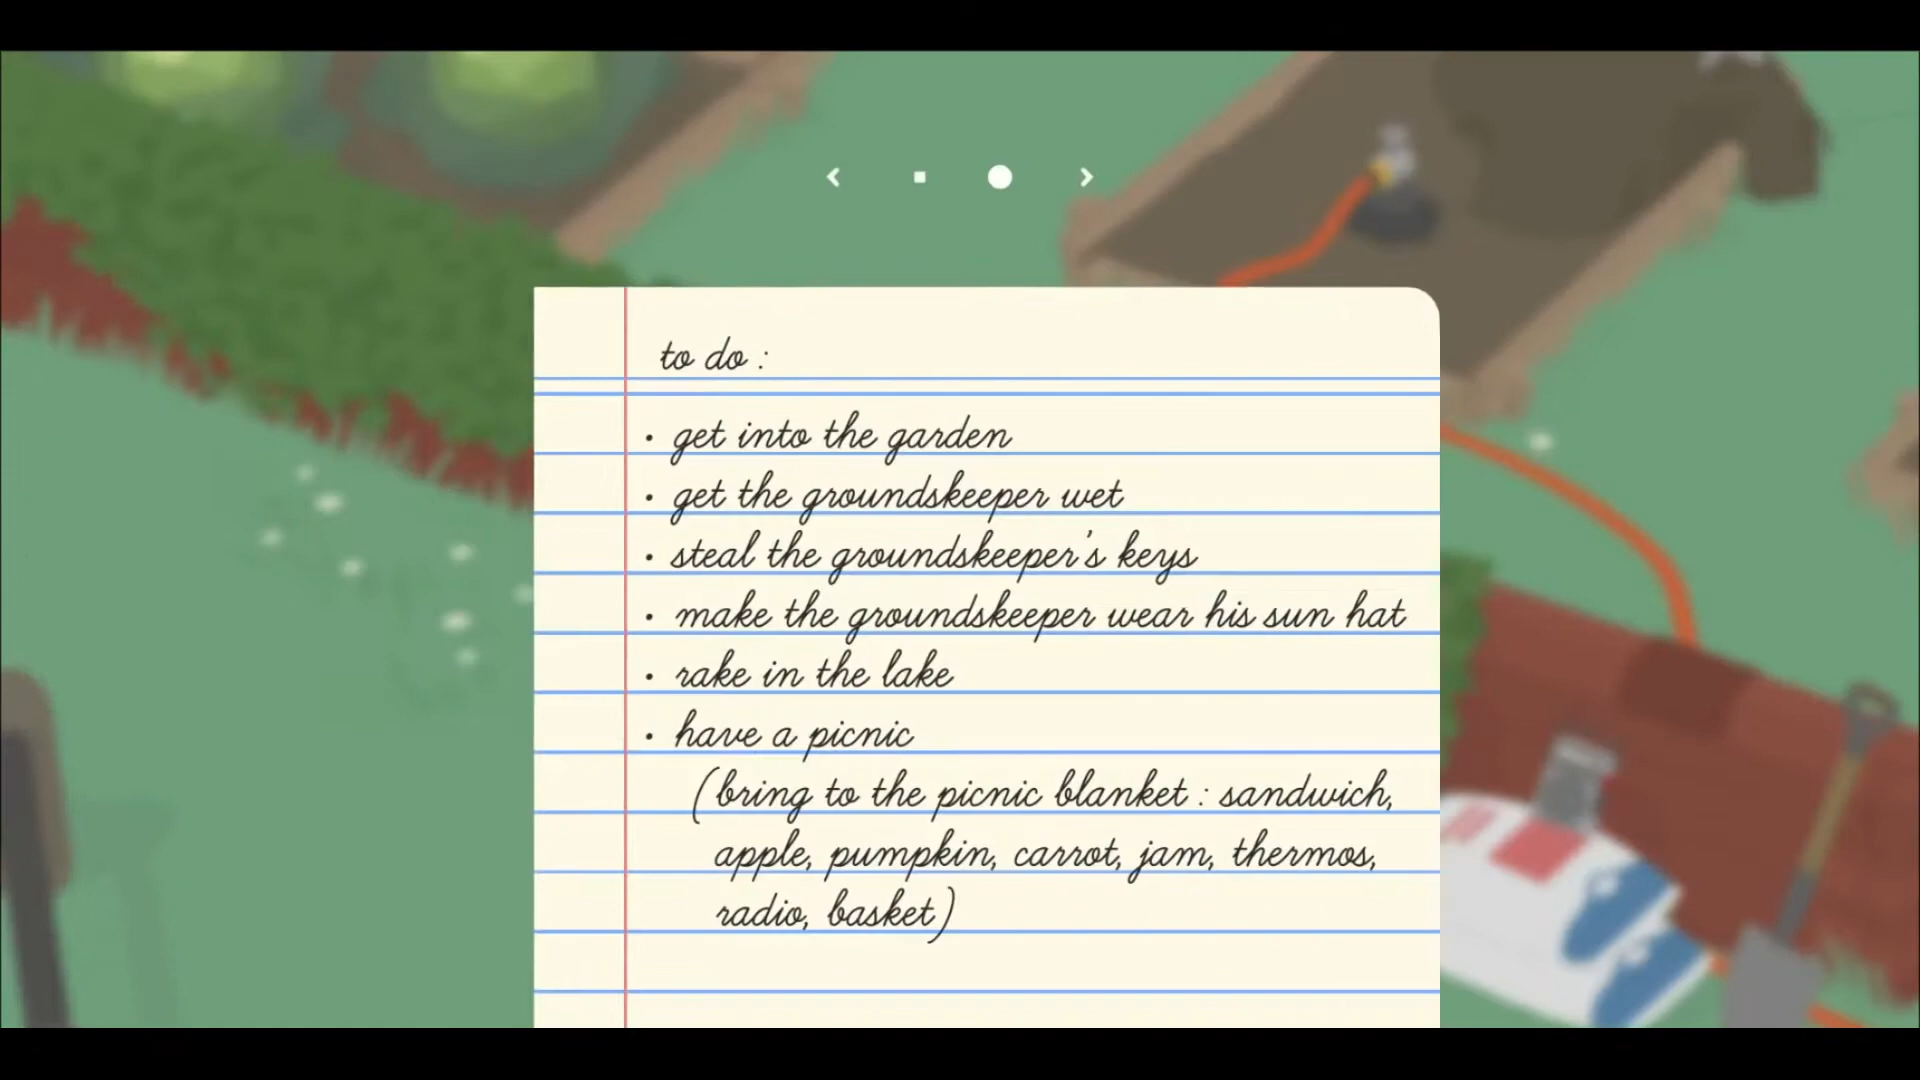 to do :
• get into the garden
• get the groundskeeper wet
• steal the groundskeeper's keys
• make the groundskeeper wear his sun hat
• rake in the lake
• have a picnic
(bring to the picnic blanket : sandwich,
apple, pumpkin, carrot, jam, thermos,
radio, basket)